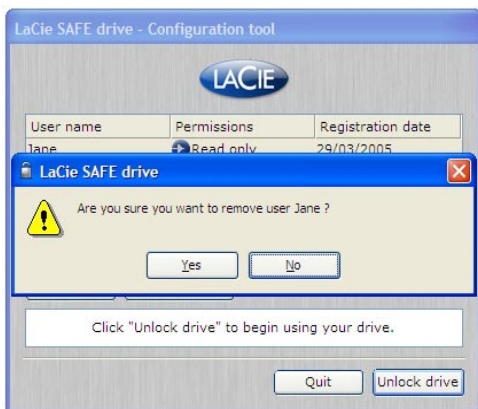 LaCie SAFE drive - Configuration tool
LACIE
User name Permissions Registration date
Jane Read only 29/03/2005
LaCie SAFE drive
Are you sure you want to remove user Jane ?
Yes No
Click "Unlock drive" to begin using your drive.
Quit Unlock drive